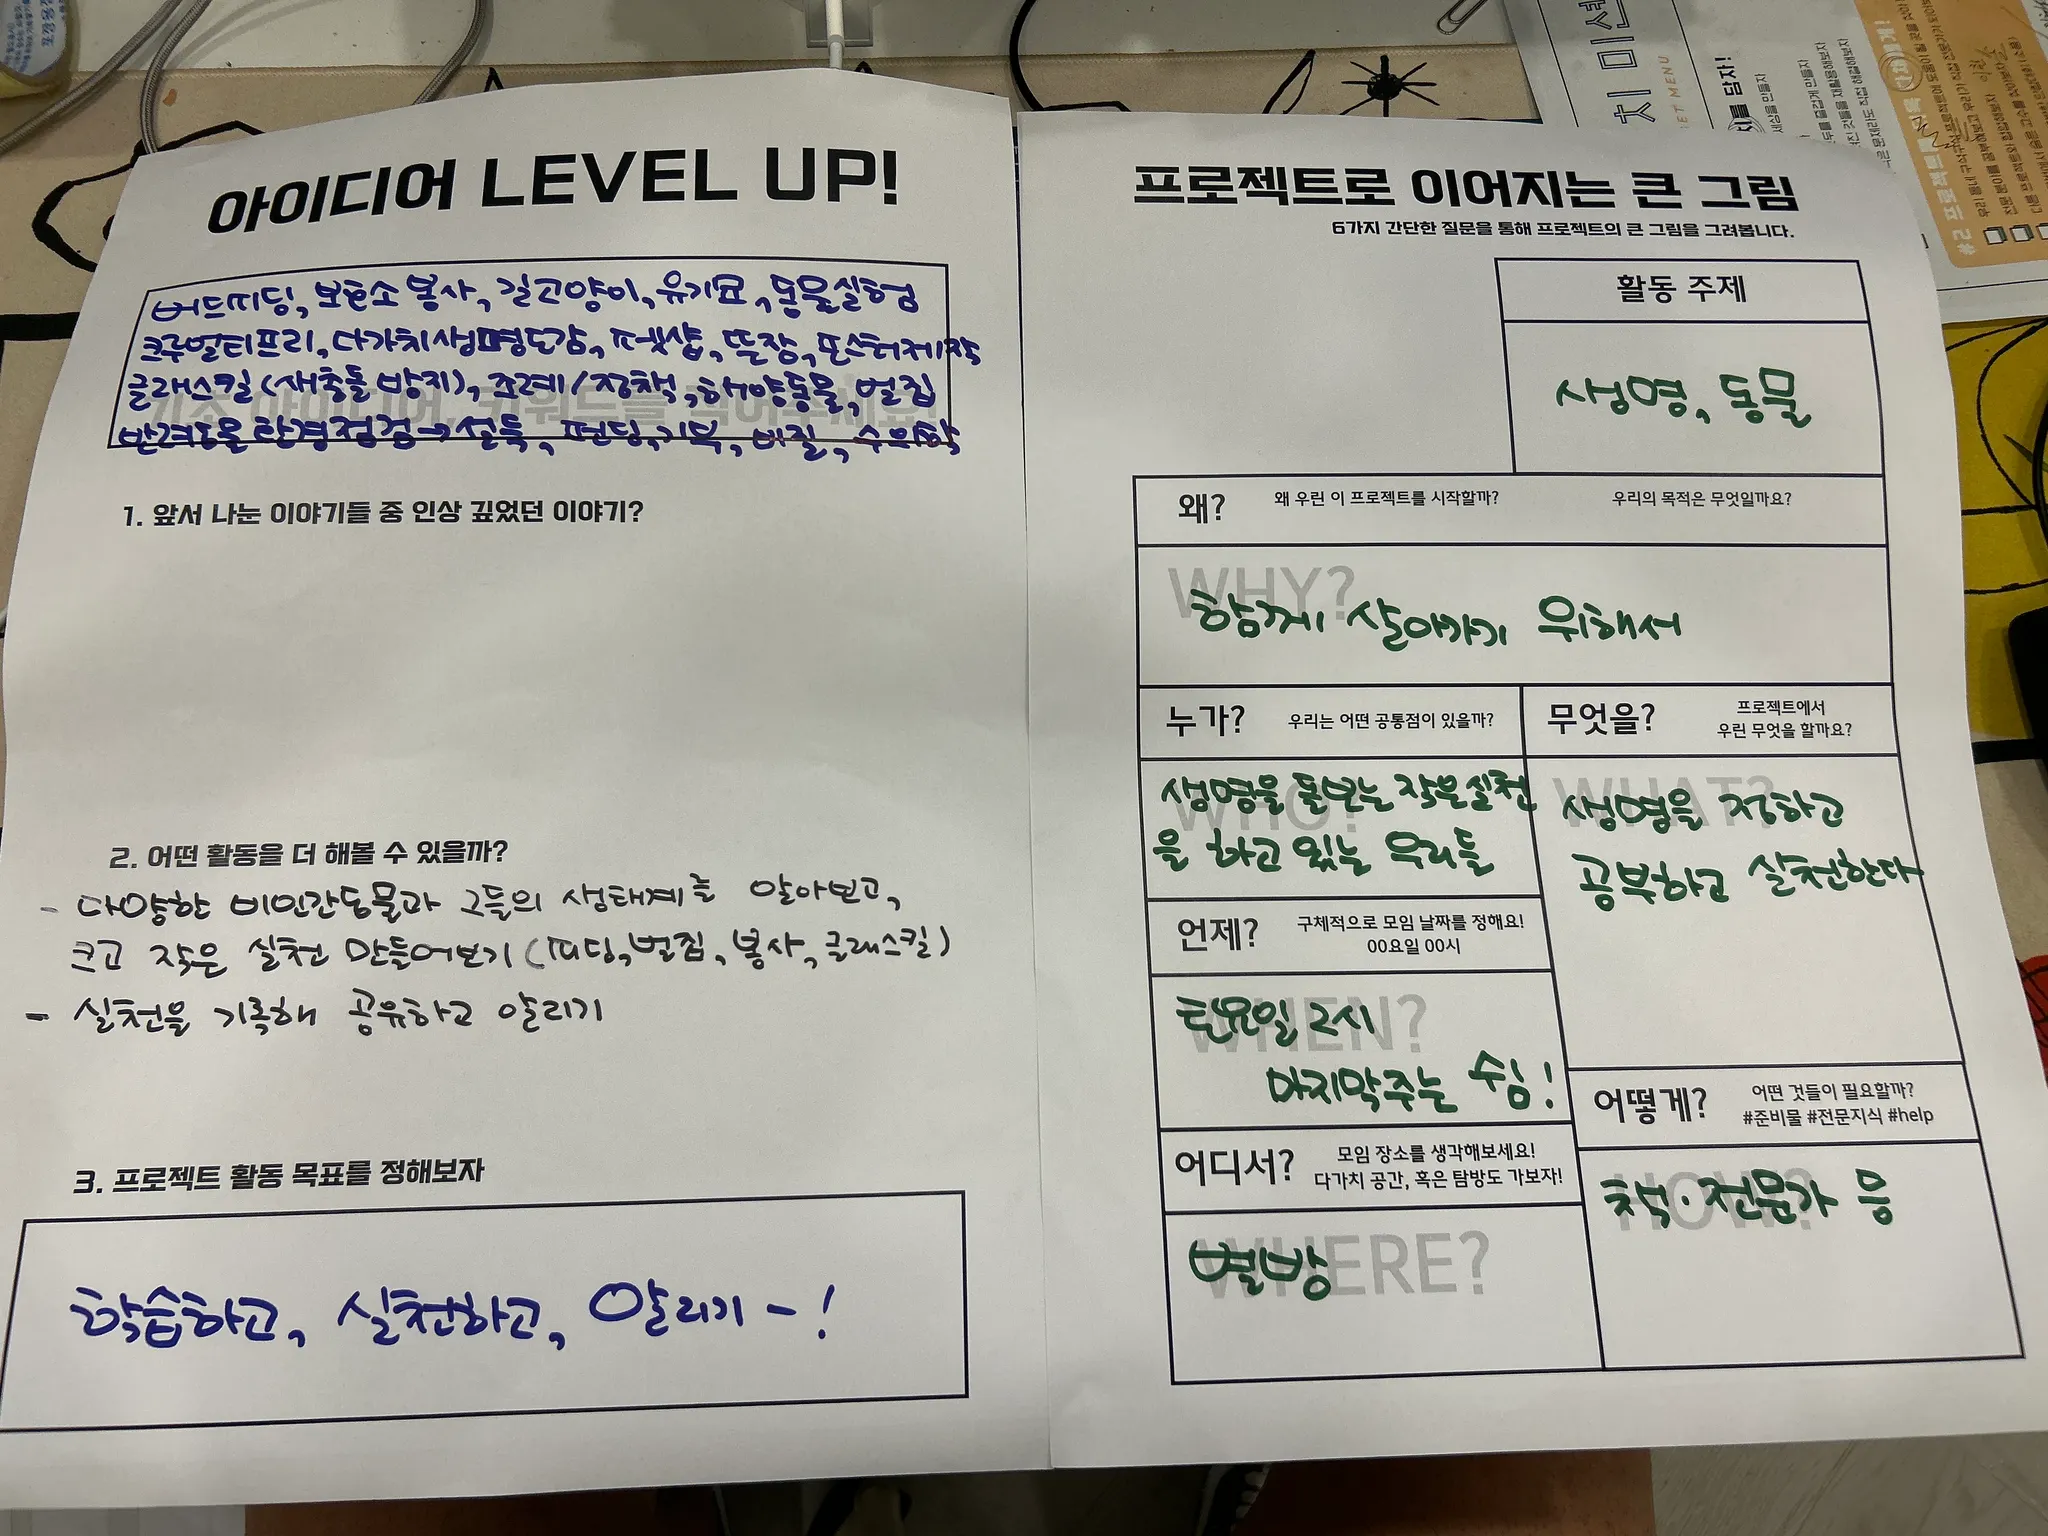 아이디어 LEVEL UP!
버드피딩, 보호소 봉사, 길고양이, 유기묘, 동물실험
크루얼티프리, 다가치생명도감, 펫샵, 뜬장, 포스터제작
글래스킬(새충돌 방지), 조례/정책, 해양동물, 벌집
반려동물 환경점검→설득, 펀딩, 기부, 비질, 수의학
1. 앞서 나눈 이야기들 중 인상 깊었던 이야기?
2. 어떤 활동을 더 해볼 수 있을까?
- 다양한 비인간동물과 그들의 생태계를 알아보고,
크고 작은 실천 만들어보기 (피딩, 벌집, 봉사, 글래스킬)
- 실천을 기록해 공유하고 알리기
3. 프로젝트 활동 목표를 정해보자
학습하고, 실천하고, 알리기-!
프로젝트로 이어지는 큰 그림
6가지 간단한 질문을 통해 프로젝트의 큰 그림을 그려봅니다.
활동 주제
생명, 동물
왜? 왜 우린 이 프로젝트를 시작할까? 우리의 목적은 무엇일까요?
WHY?
함께 살아가기 위해서
누가? 우리는 어떤 공통점이 있을까?
WHO?
생명을 돌보는 작은실천
을 하고 있는 우리들
무엇을? 프로젝트에서
우린 무엇을 할까요?
WHAT?
생명을 정하고
공부하고 실천한다
언제? 구체적으로 모임 날짜를 정해요!
00요일 00시
WHEN?
토요일 2시
마지막주는 쉼!
어떻게? 어떤 것들이 필요할까?
#준비물 #전문지식 #help
HOW?
책·전문가 등
어디서? 모임 장소를 생각해보세요!
다가치 공간, 혹은 탐방도 가보자!
WHERE?
별방